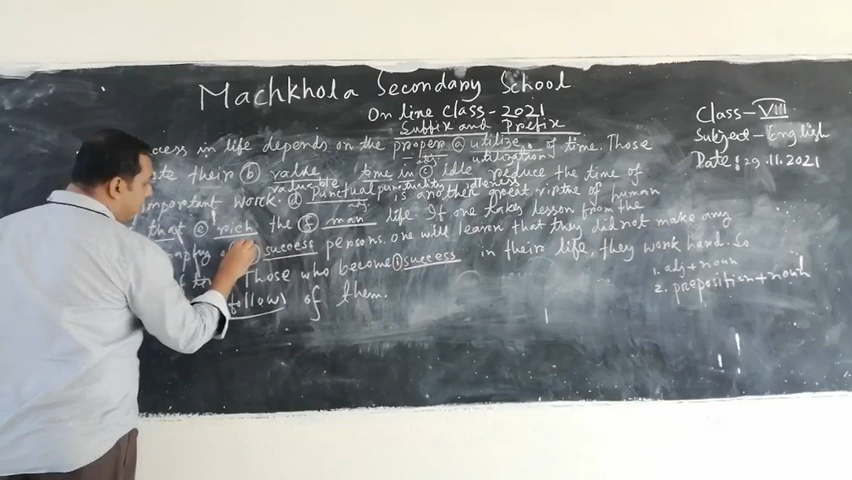 Machkhola Secondary School
On line class-2021
Suffix and Prefix
Class-VIII
Subject-English
Date: 29.11.2021
cess in life depends on the proper ⓐ utilize of time. Those
adj utilization
their ⓑ value time in ⓒ Idle reduce the time of
valuable punctuality idleness
important work. ⓓ punctual is another great virtue of human
adj
that ⓔ rich the ⓕ man life. If one takes lesson from the
success persons. one will learn that they did not make any
Those who become ⓘ success in their life, they work hard. So
follow of them.
1. adj + noun
2. preposition + noun